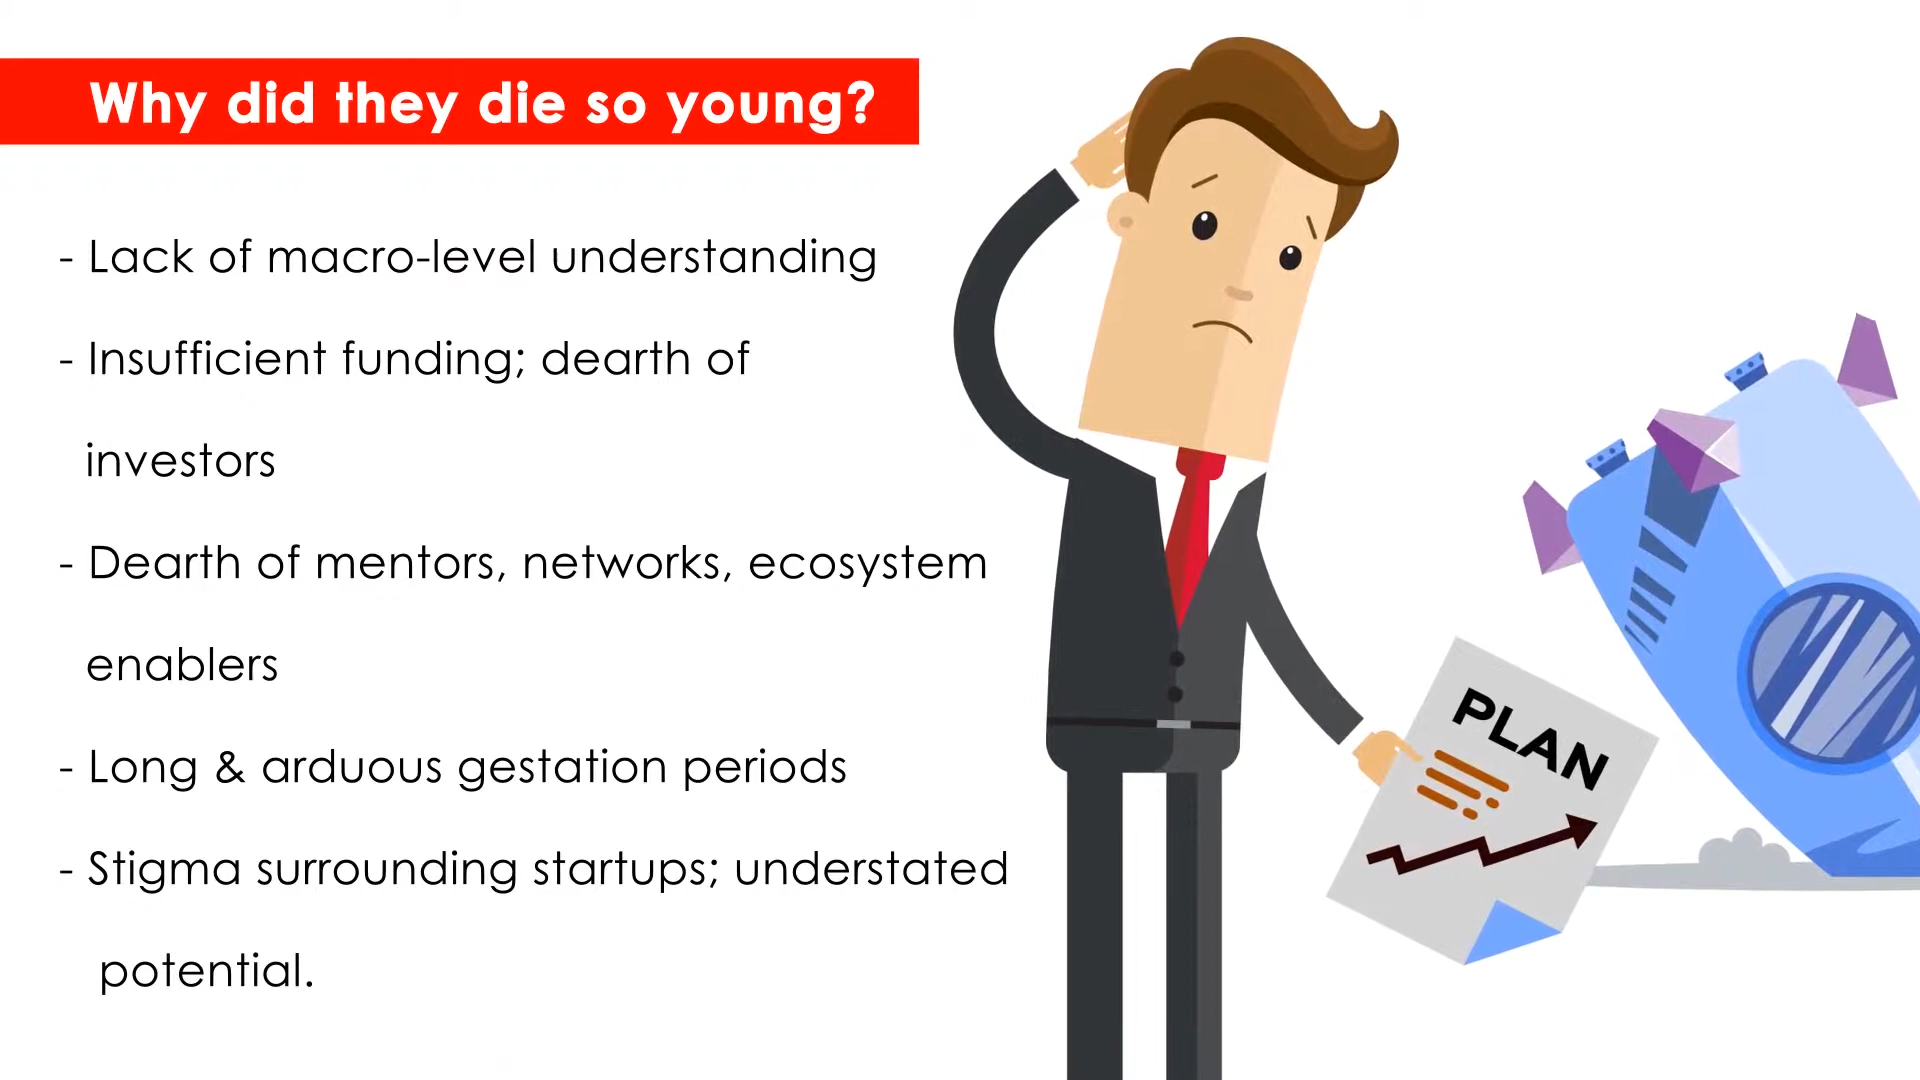 Why did they die so young?
- Lack of macro-level understanding
- Insufficient funding; dearth of
investors
- Dearth of mentors, networks, ecosystem
enablers
- Long & arduous gestation periods
- Stigma surrounding startups; understated
potential.
PLAN